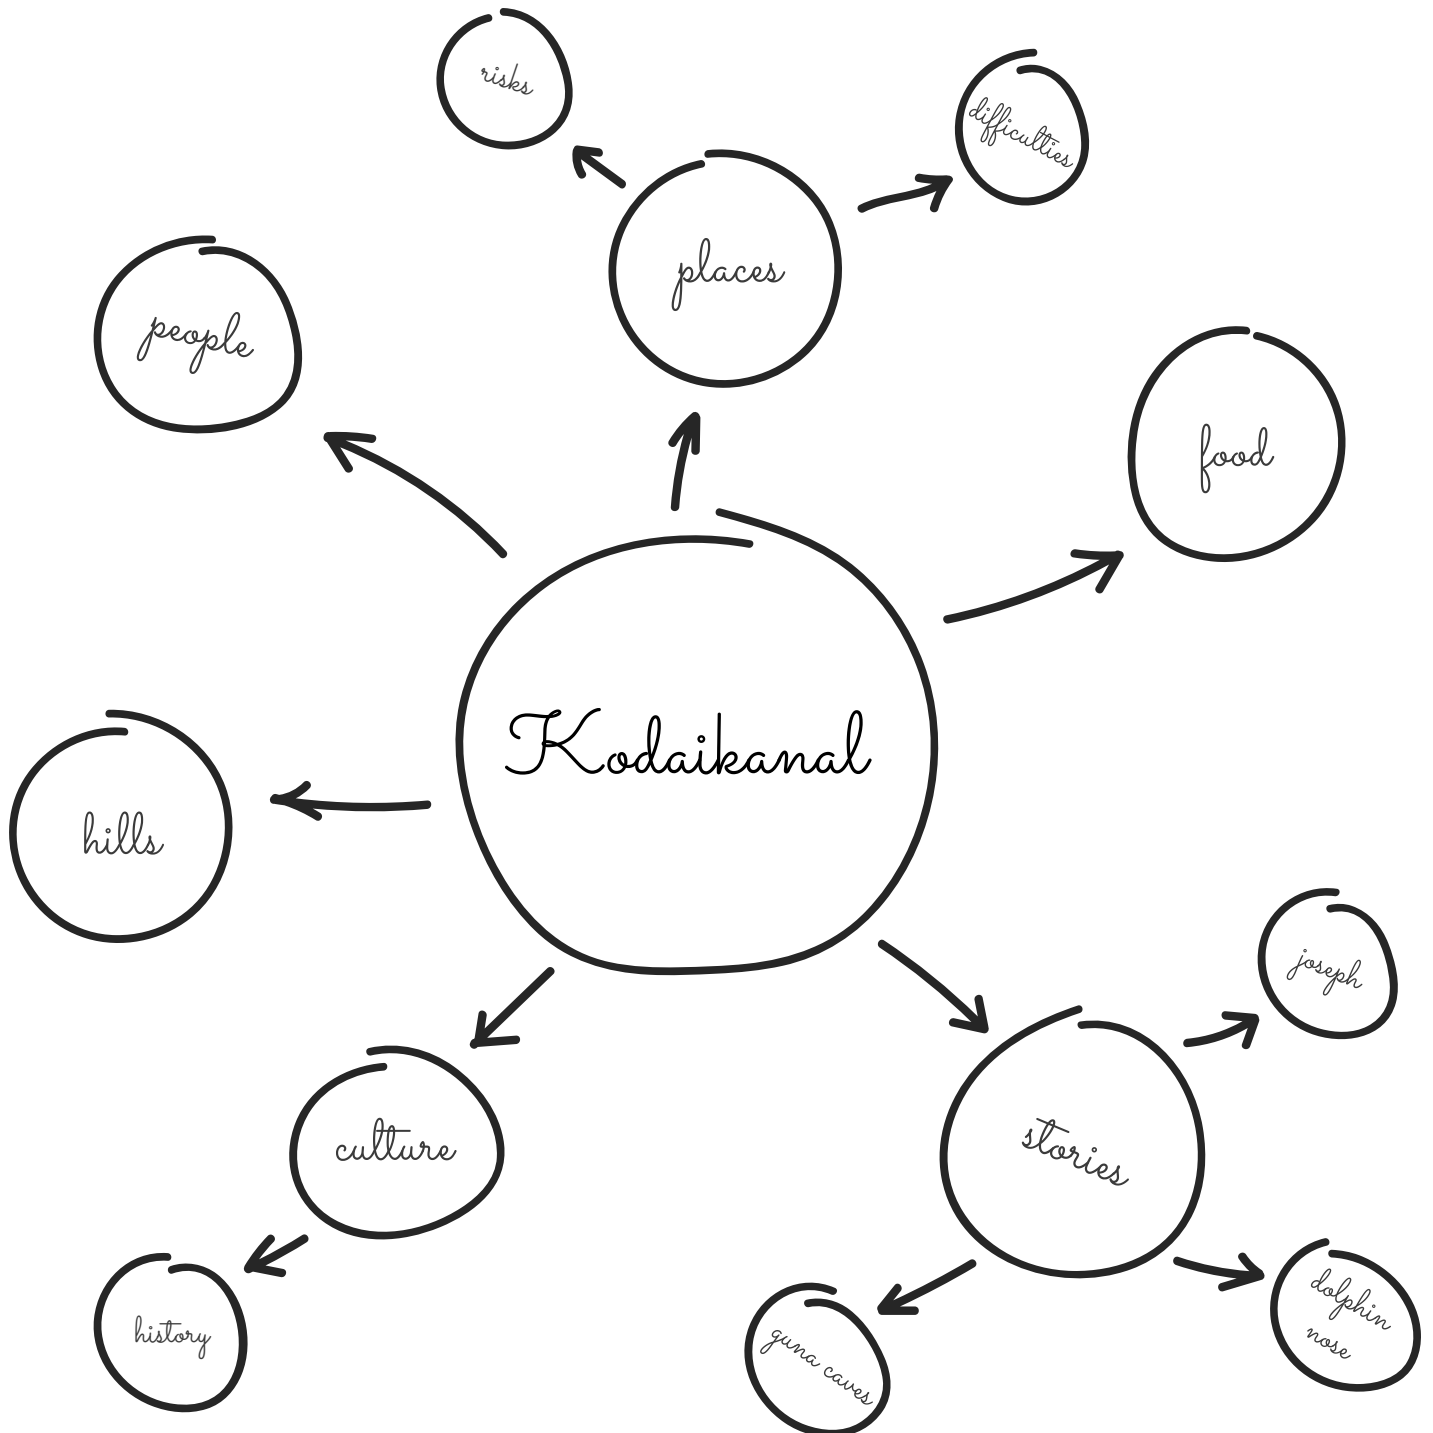 risks
difficulties
places
people
food
Kodaikanal
hills
joseph
culture
stories
history
guna caves
dolphin
nose